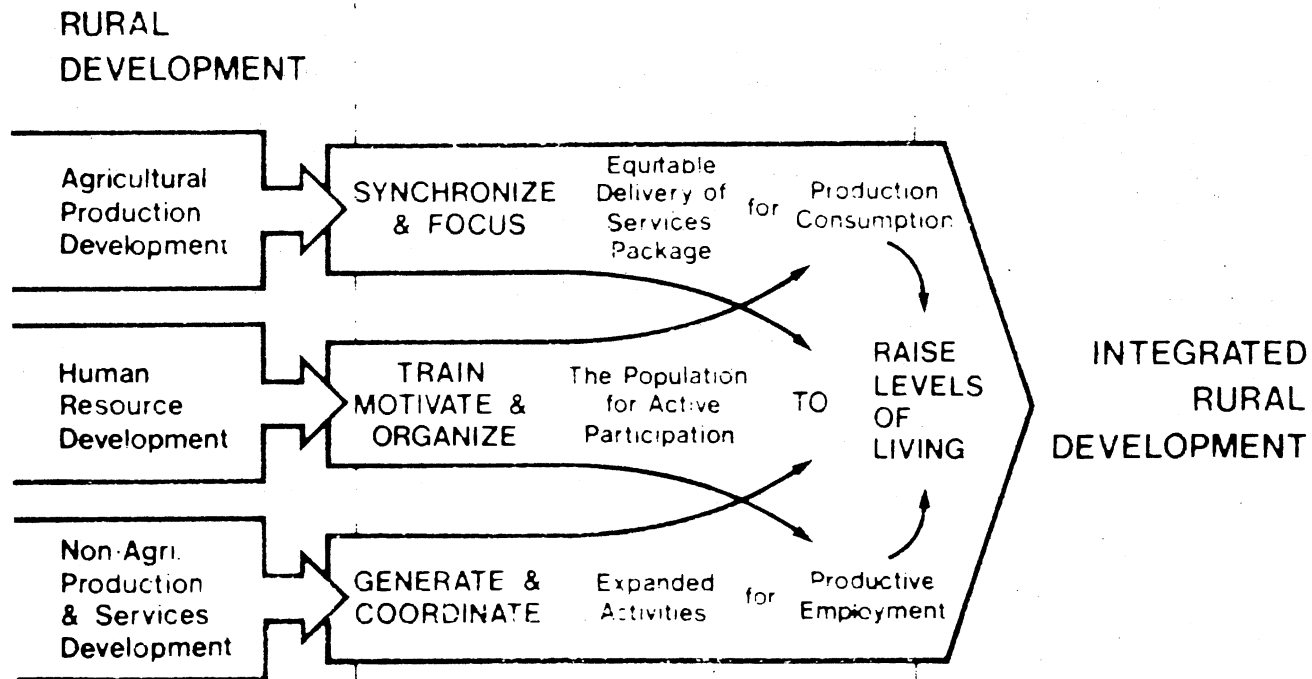 RURAL
DEVELOPMENT
Agricultural
Production
Development
SYNCHRONIZE
& FOCUS
Equitable
Delivery of
Services
Package
for
Production
Consumption
Human
Resource
Development
TRAIN
MOTIVATE &
ORGANIZE
The Population
for Active
Participation
TO
RAISE
LEVELS
OF
LIVING
INTEGRATED
RURAL
DEVELOPMENT
Non-Agri.
Production
& Services
Development
GENERATE &
COORDINATE
Expanded
Activities
for
Productive
Employment